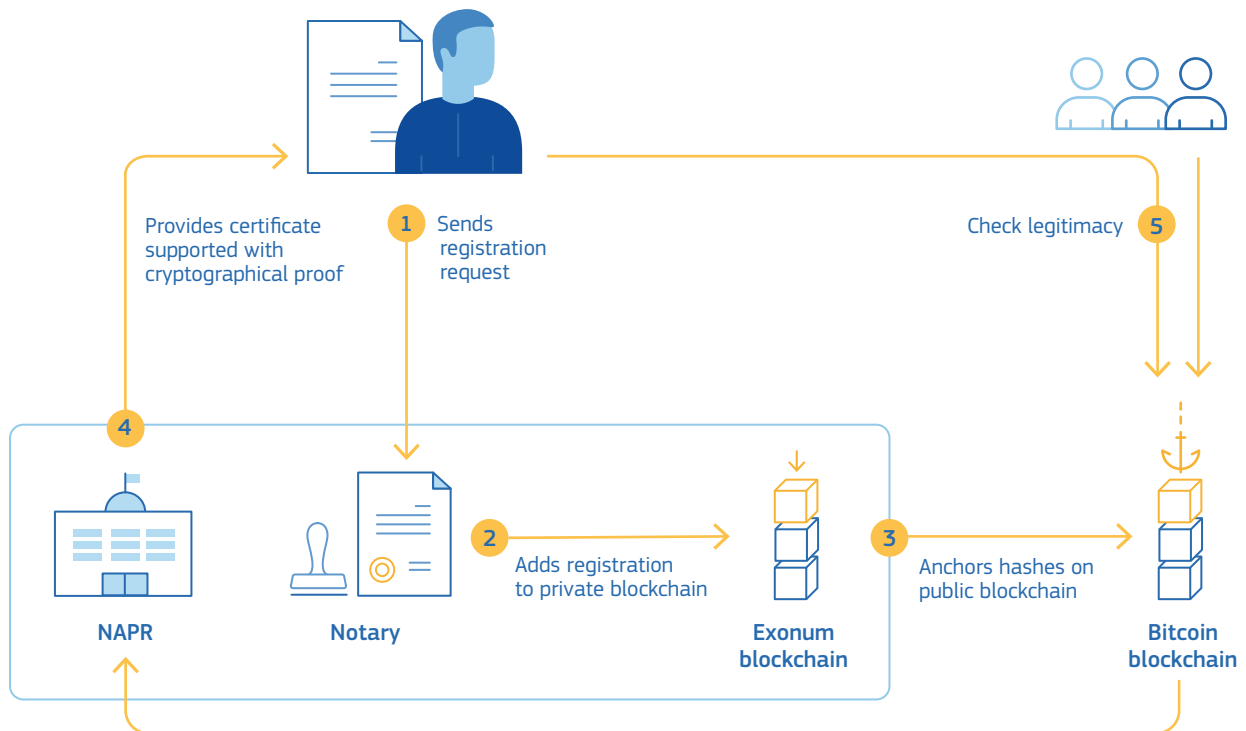 Provides certificate
supported with
cryptographical proof
1
Sends
registration
request
Check legitimacy
5
4
2
Adds registration
to private blockchain
3
Anchors hashes on
public blockchain
NAPR
Notary
Exonum
blockchain
Bitcoin
blockchain